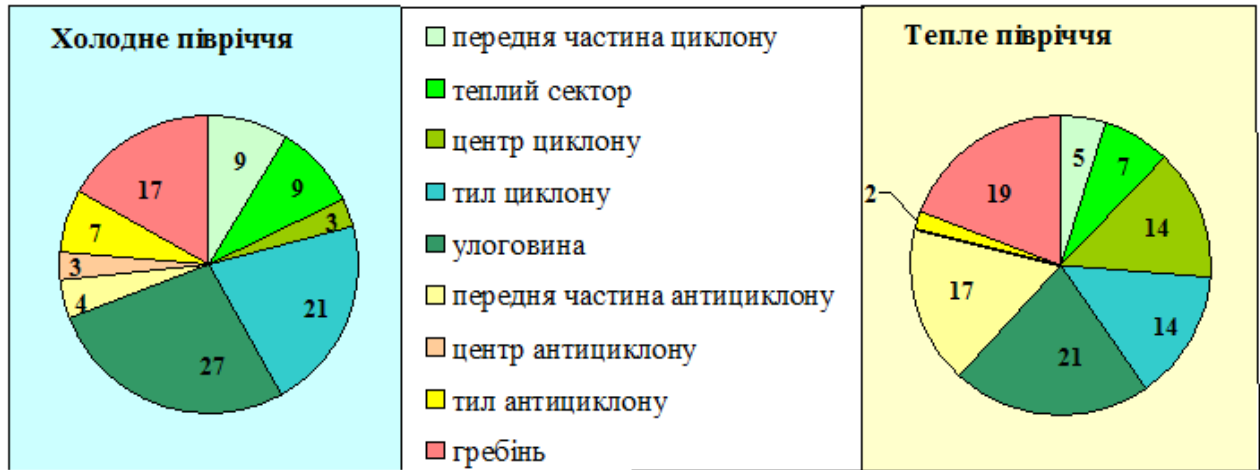 Холодне півріччя
9
9
3
21
27
4
3
7
17
передня частина циклону
теплий сектор
центр циклону
тил циклону
улоговина
передня частина антициклону
центр антициклону
тил антициклону
гребінь
Тепле півріччя
5
7
14
14
21
17
2
19